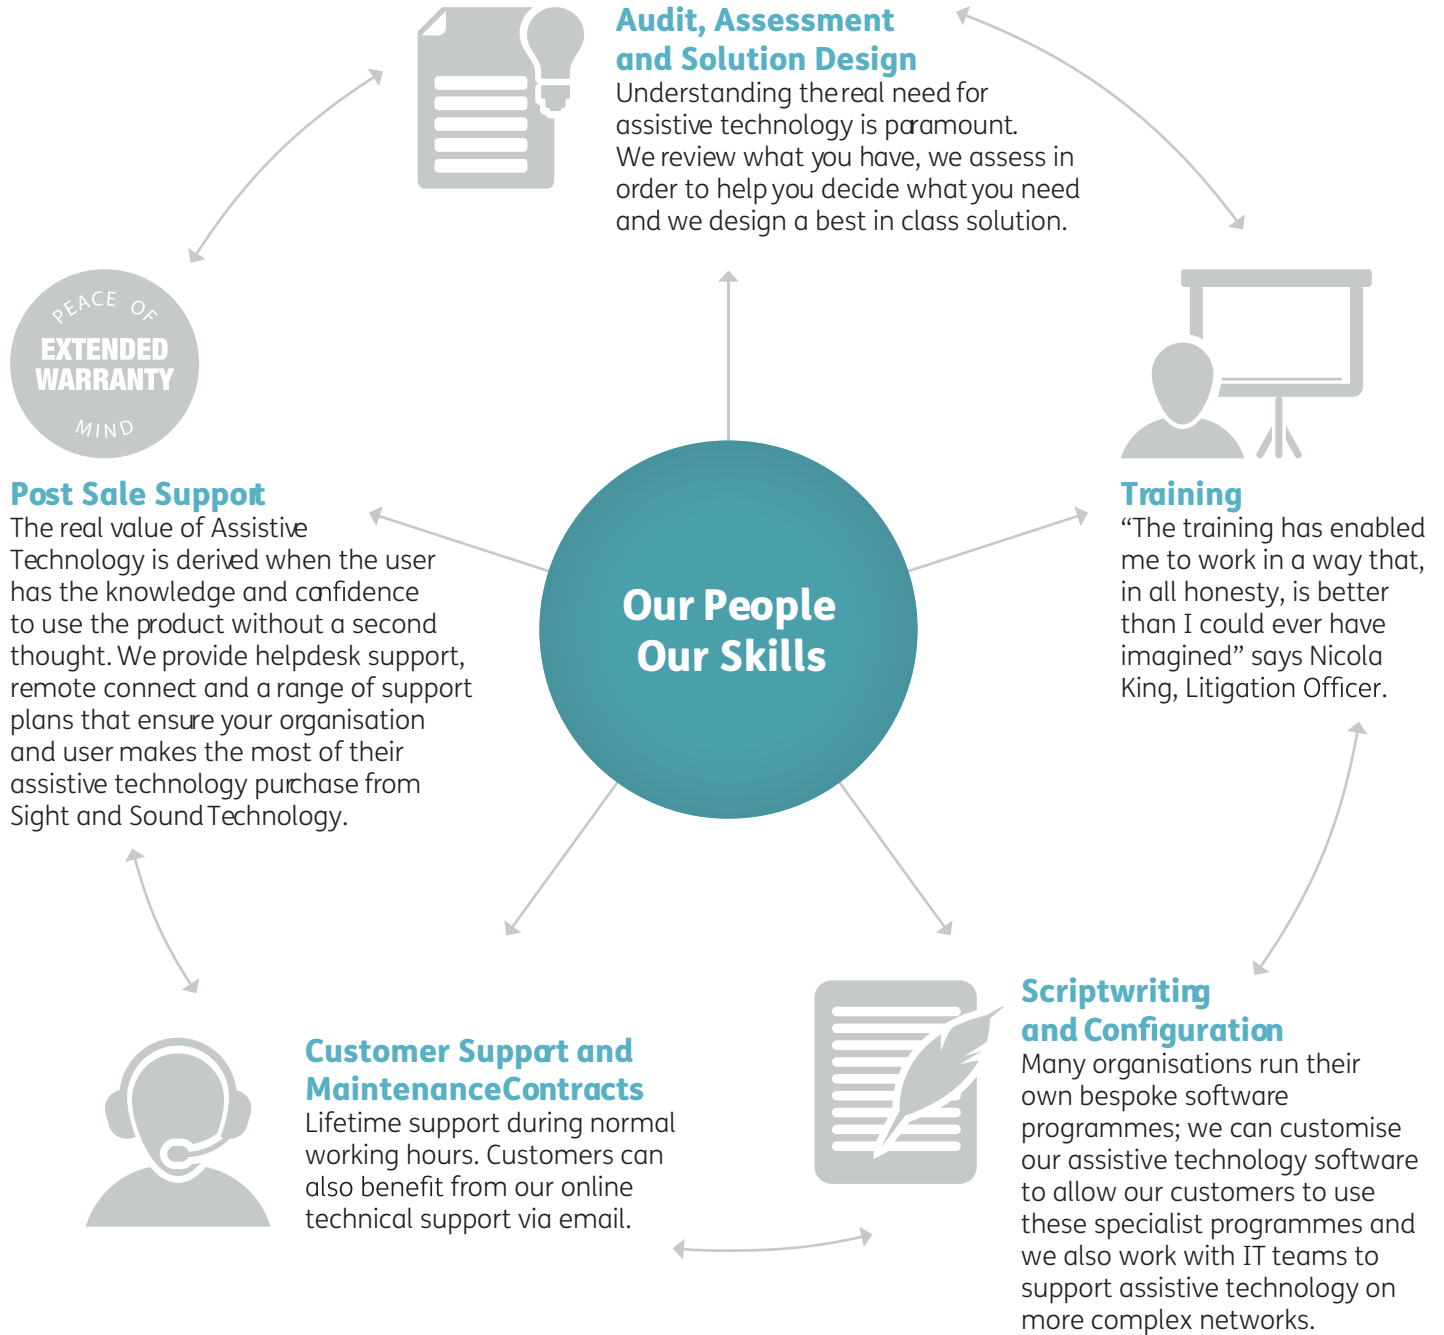 Audit, Assessment
and Solution Design
Understanding the real need for
assistive technology is paramount.
We review what you have, we assess in
order to help you decide what you need
and we design a best in class solution.
PEACE OF
EXTENDED
WARRANTY
MIND
Post Sale Support
The real value of Assistive
Technology is derived when the user
has the knowledge and confidence
to use the product without a second
thought. We provide helpdesk support,
remote connect and a range of support
plans that ensure your organisation
and user makes the most of their
assistive technology purchase from
Sight and Sound Technology.
Our People
Our Skills
Training
“The training has enabled
me to work in a way that,
in all honesty, is better
than I could ever have
imagined” says Nicola
King, Litigation Officer.
Customer Support and
Maintenance Contracts
Lifetime support during normal
working hours. Customers can
also benefit from our online
technical support via email.
Scriptwriting
and Configuration
Many organisations run their
own bespoke software
programmes; we can customise
our assistive technology software
to allow our customers to use
these specialist programmes and
we also work with IT teams to
support assistive technology on
more complex networks.